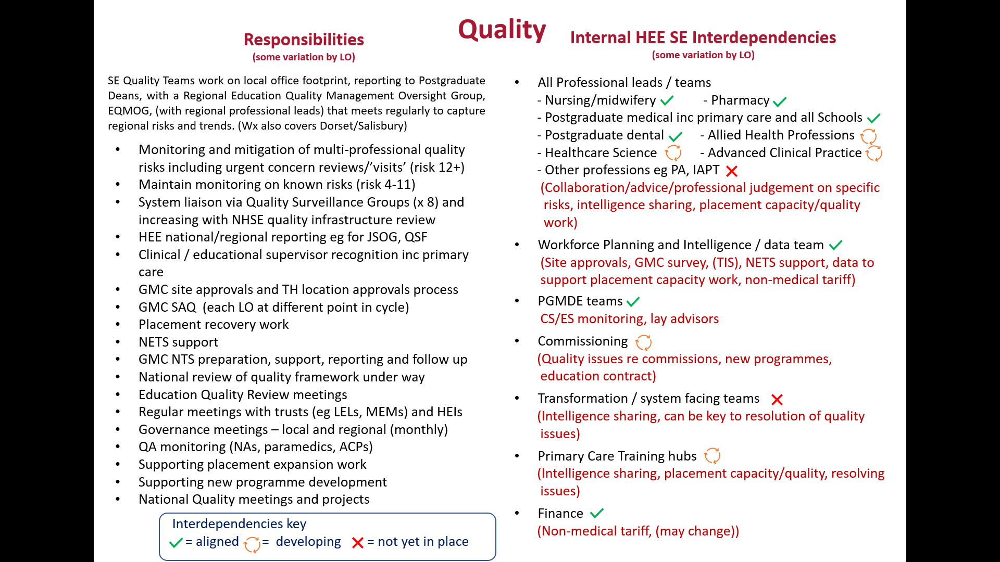 Quality
Responsibilities
(some variation by LO)
SE Quality Teams work on local office footprint, reporting to Postgraduate
Deans, with a Regional Education Quality Management Oversight Group,
EQMOG, (with regional professional leads) that meets regularly to capture
regional risks and trends. (Wx also covers Dorset/Salisbury)
• Monitoring and mitigation of multi-professional quality
risks including urgent concern reviews/’visits’ (risk 12+)
• Maintain monitoring on known risks (risk 4-11)
• System liaison via Quality Surveillance Groups (x 8) and
increasing with NHSE quality infrastructure review
• HEE national/regional reporting eg for JSOG, QSF
• Clinical / educational supervisor recognition inc primary
care
• GMC site approvals and TH location approvals process
• GMC SAQ (each LO at different point in cycle)
• Placement recovery work
• NETS support
• GMC NTS preparation, support, reporting and follow up
• National review of quality framework under way
• Education Quality Review meetings
• Regular meetings with trusts (eg LELs, MEMs) and HEIs
• Governance meetings – local and regional (monthly)
• QA monitoring (NAs, paramedics, ACPs)
• Supporting placement expansion work
• Supporting new programme development
• National Quality meetings and projects
Interdependencies key
= aligned = developing = not yet in place
Internal HEE SE Interdependencies
(some variation by LO)
• All Professional leads / teams
- Nursing/midwifery - Pharmacy
- Postgraduate medical inc primary care and all Schools
- Postgraduate dental - Allied Health Professions
- Healthcare Science - Advanced Clinical Practice
- Other professions eg PA, IAPT
(Collaboration/advice/professional judgement on specific
risks, intelligence sharing, placement capacity/quality
work)
• Workforce Planning and Intelligence / data team
(Site approvals, GMC survey, (TIS), NETS support, data to
support placement capacity work, non-medical tariff)
• PGMDE teams
CS/ES monitoring, lay advisors
• Commissioning
(Quality issues re commissions, new programmes,
education contract)
• Transformation / system facing teams
(Intelligence sharing, can be key to resolution of quality
issues)
• Primary Care Training hubs
(Intelligence sharing, placement capacity/quality, resolving
issues)
• Finance
(Non-medical tariff, (may change))